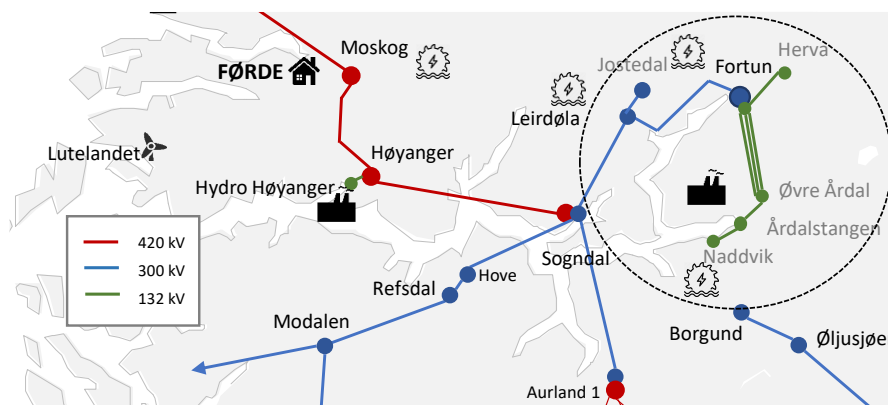 Moskog
FØRDE
Herva
Jostedal
Fortun
Leirdøla
Lutelandet
Høyanger
Hydro Høyanger
Øvre Årdal
Årdalstangen
Naddvik
Sogndal
420 kV
300 kV
132 kV
Hove
Refsdal
Modalen
Borgund
Øljusjøen
Aurland 1